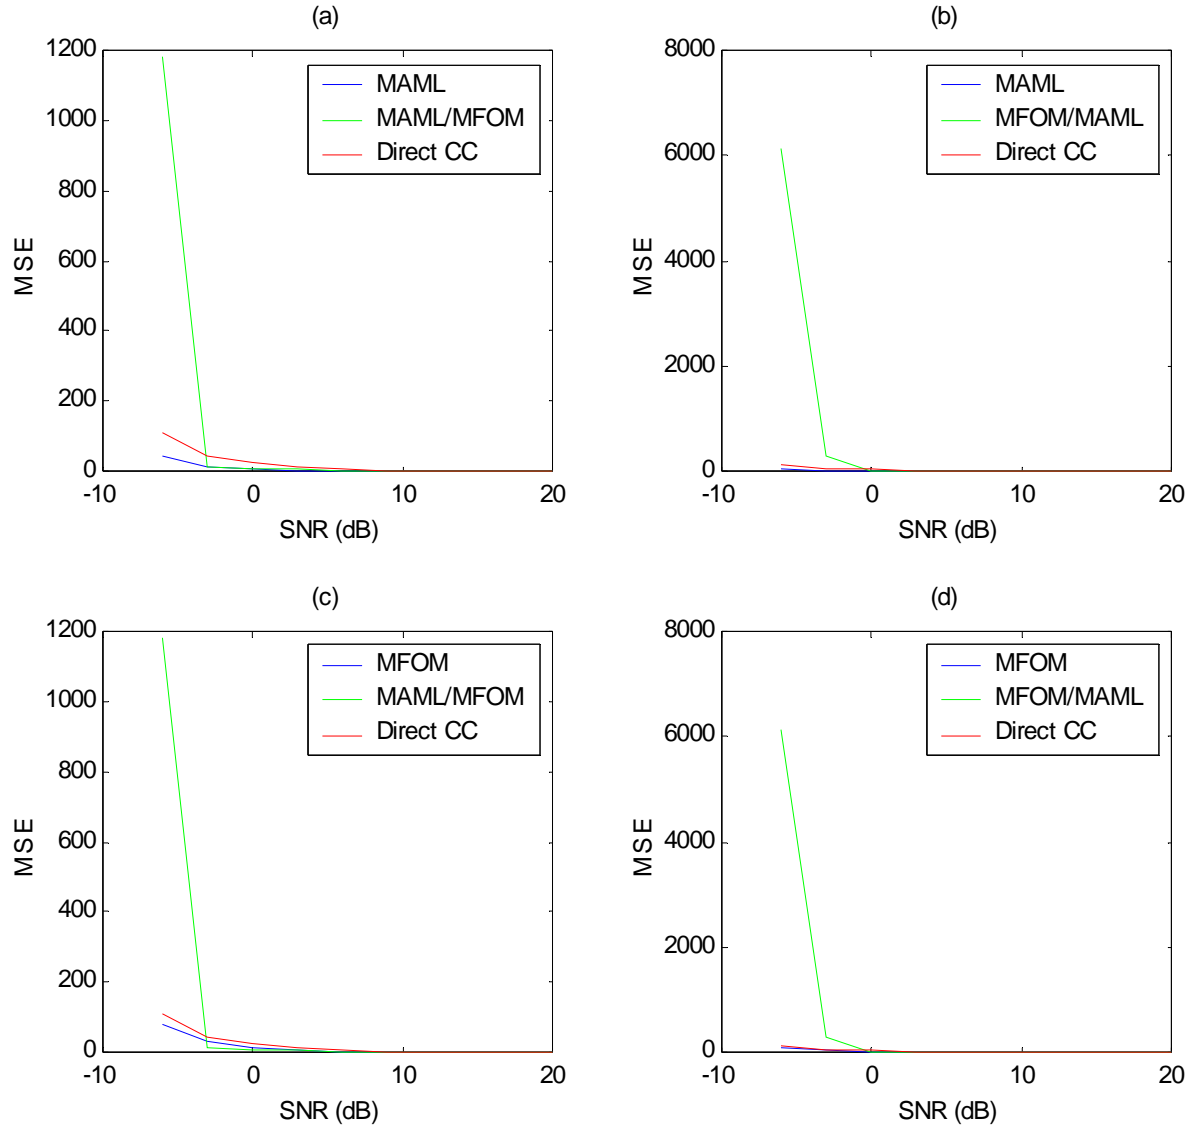 (a)
1200
1000
800
600
400
200
0
MSE
-10
0
10
20
SNR (dB)
MAML
MAML/MFOM
Direct CC
(b)
8000
6000
4000
2000
0
MSE
-10
0
10
20
SNR (dB)
MAML
MFOM/MAML
Direct CC
(c)
1200
1000
800
600
400
200
0
MSE
-10
0
10
20
SNR (dB)
MFOM
MAML/MFOM
Direct CC
(d)
8000
6000
4000
2000
0
MSE
-10
0
10
20
SNR (dB)
MFOM
MFOM/MAML
Direct CC